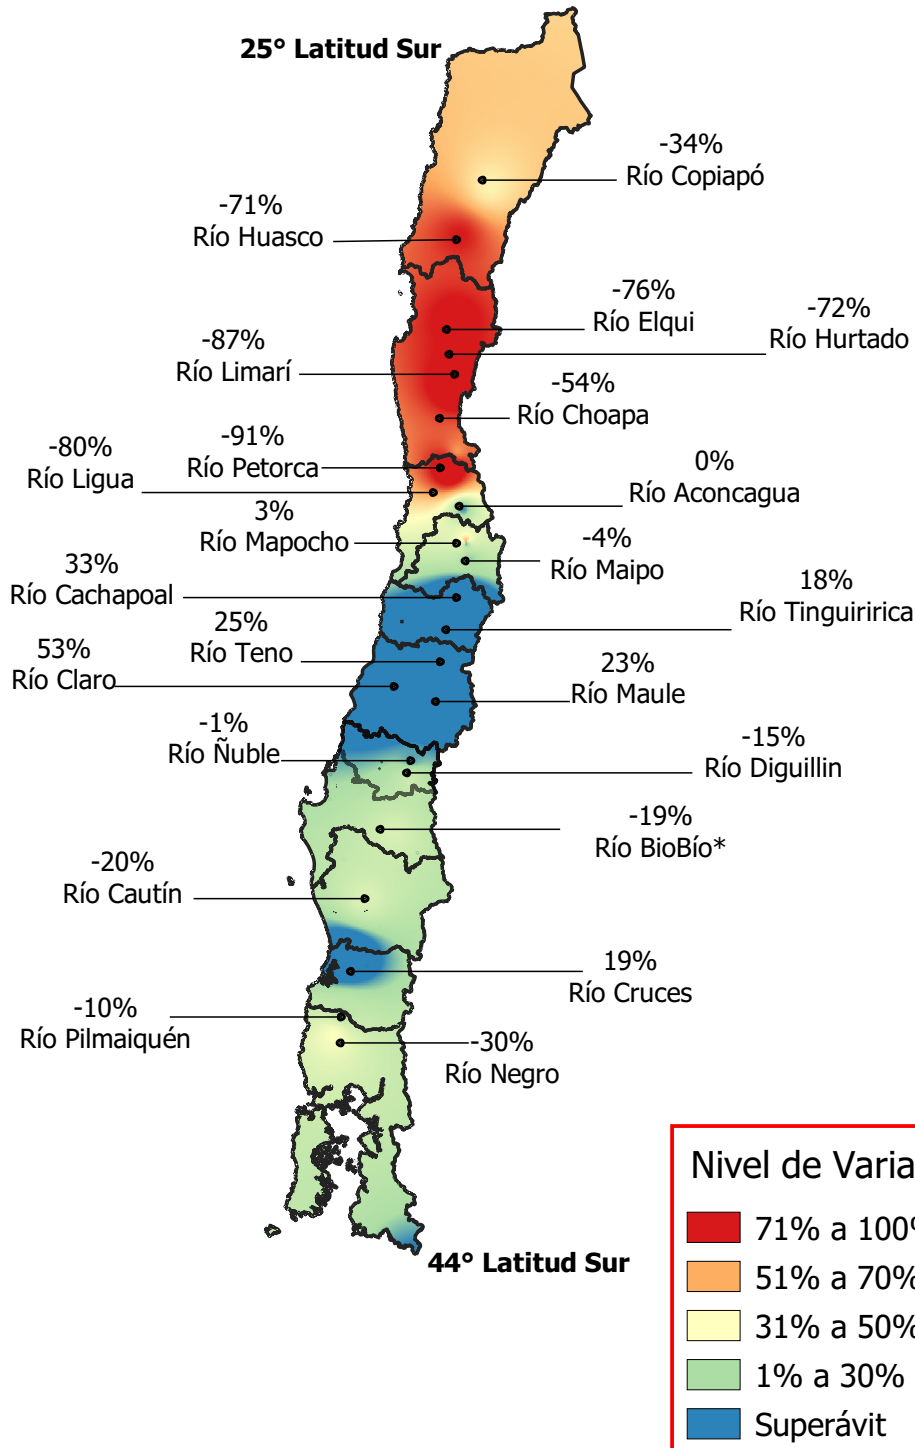 25° Latitud Sur
-34%
Río Copiapó
-71%
Río Huasco
-76%
Río Elqui
-72%
Río Hurtado
-87%
Río Limarí
-54%
Río Choapa
-80%
Río Ligua
-91%
Río Petorca
0%
Río Aconcagua
3%
Río Mapocho
-4%
Río Maipo
33%
Río Cachapoal
18%
Río Tinguiririca
25%
Río Teno
53%
Río Claro
23%
Río Maule
-1%
Río Ñuble
-15%
Río Diguillin
-19%
Río BioBío*
-20%
Río Cautín
19%
Río Cruces
-10%
Río Pilmaiquén
-30%
Río Negro
44° Latitud Sur
Nivel de Varia
71% a 100%
51% a 70%
31% a 50%
1% a 30%
Superávit